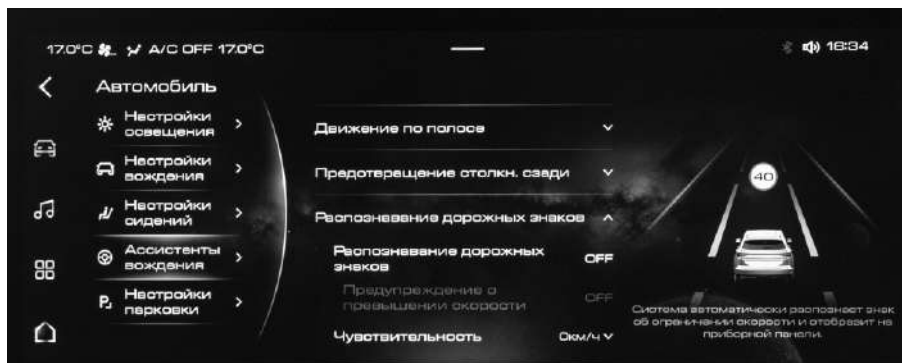 17.0°C A/C OFF 17.0°C
16:34
Автомобиль
Настройки
освещения
Настройки
вождения
Настройки
сидений
Ассистенты
вождения
Настройки
парковки
Движение по полосе
Предотвращение столкн. сзади
Распознавание дорожных знаков
Распознавание дорожных
знаков
OFF
Предупреждение о
превышении скорости
OFF
Чувствительность
0км/ч
40
Система автоматически распознает знак
об ограничении скорости и отобразит на
приборной панели.